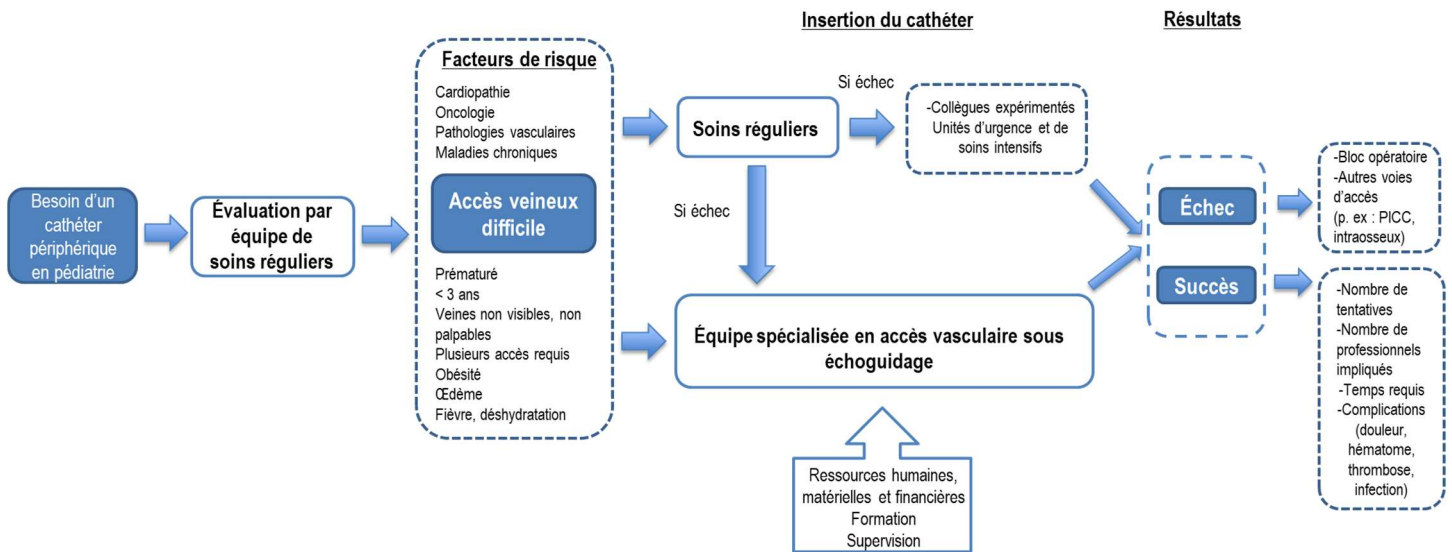 Besoin d'un
cathéter
périphérique
en pédiatrie
Évaluation par
équipe de
soins réguliers
Facteurs de risque
Cardiopathie
Oncologie
Pathologies vasculaires
Maladies chroniques
Accès veineux
difficile
Prématuré
< 3 ans
Veines non visibles, non
palpables
Plusieurs accès requis
Obésité
Œdème
Fièvre, déshydratation
Insertion du cathéter
Soins réguliers
Si échec
-Collègues expérimentés
Unités d'urgence et de
soins intensifs
Si échec
Équipe spécialisée en accès vasculaire sous
échoguidage
Ressources humaines,
matérielles et financières
Formation
Supervision
Résultats
Échec
Succès
-Bloc opératoire
-Autres voies
d'accès
(p. ex : PICC,
intraosseux)
-Nombre de
tentatives
-Nombre de
professionnels
impliqués
-Temps requis
-Complications
(douleur,
hématome,
thrombose,
infection)